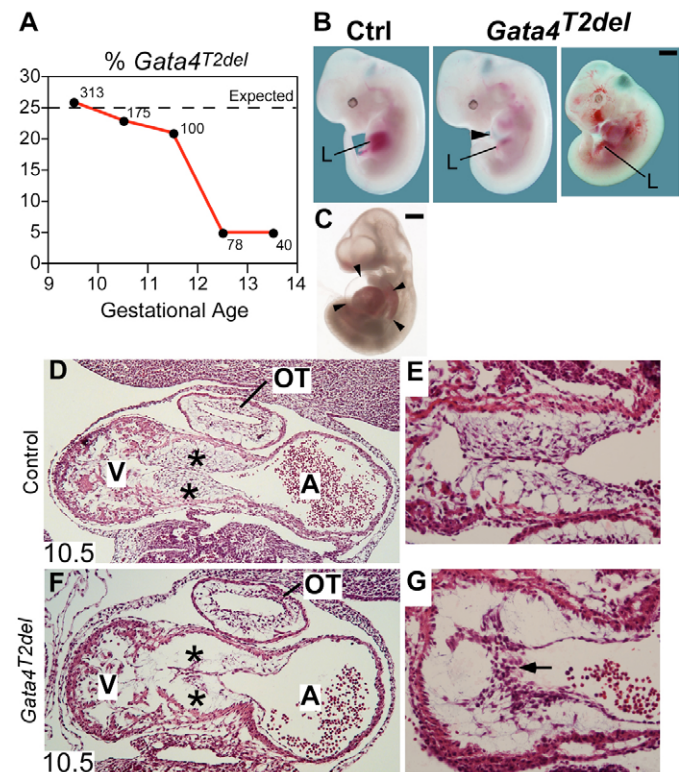 A
% Gata4T2del
30
25
20
15
10
5
0
Expected
313
175
100
78
40
9 10 11 12 13 14
Gestational Age
B
Ctrl Gata4T2del
L L L
C
D
OT
V
*
*
A
Control
10.5
E
F
OT
V
*
*
A
Gata4T2del
10.5
G